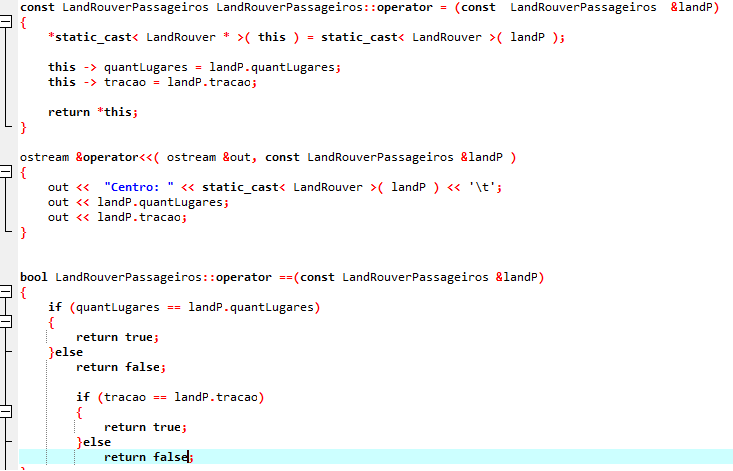 const LandRouverPassageiros LandRouverPassageiros::operator = (const  LandRouverPassageiros  &landP)
{
    *static_cast< LandRouver * >( this ) = static_cast< LandRouver >( landP );

    this -> quantLugares = landP.quantLugares;
    this -> tracao = landP.tracao;

    return *this;
}

ostream &operator<<( ostream &out, const LandRouverPassageiros &landP )
{
    out <<  "Centro: " << static_cast< LandRouver >( landP ) << '\t';
    out << landP.quantLugares;
    out << landP.tracao;
}

bool LandRouverPassageiros::operator ==(const LandRouverPassageiros &landP)
{
    if (quantLugares == landP.quantLugares)
    {
        return true;
    }else
        return false;

        if (tracao == landP.tracao)
        {
            return true;
        }else
            return false;